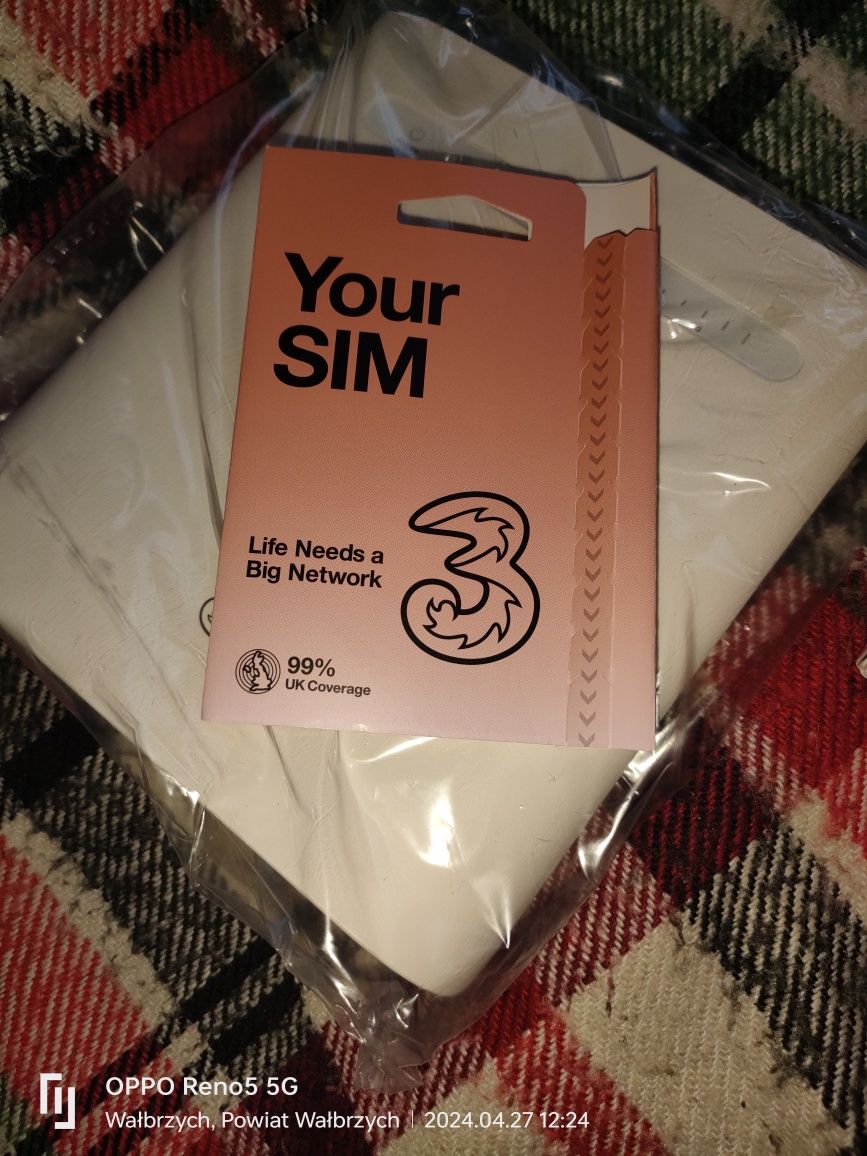 Your
SIM
Life Needs a
Big Network
3
99%
UK Coverage
OPPO Reno5 5G
Wałbrzych, Powiat Wałbrzych | 2024.04.27 12:24